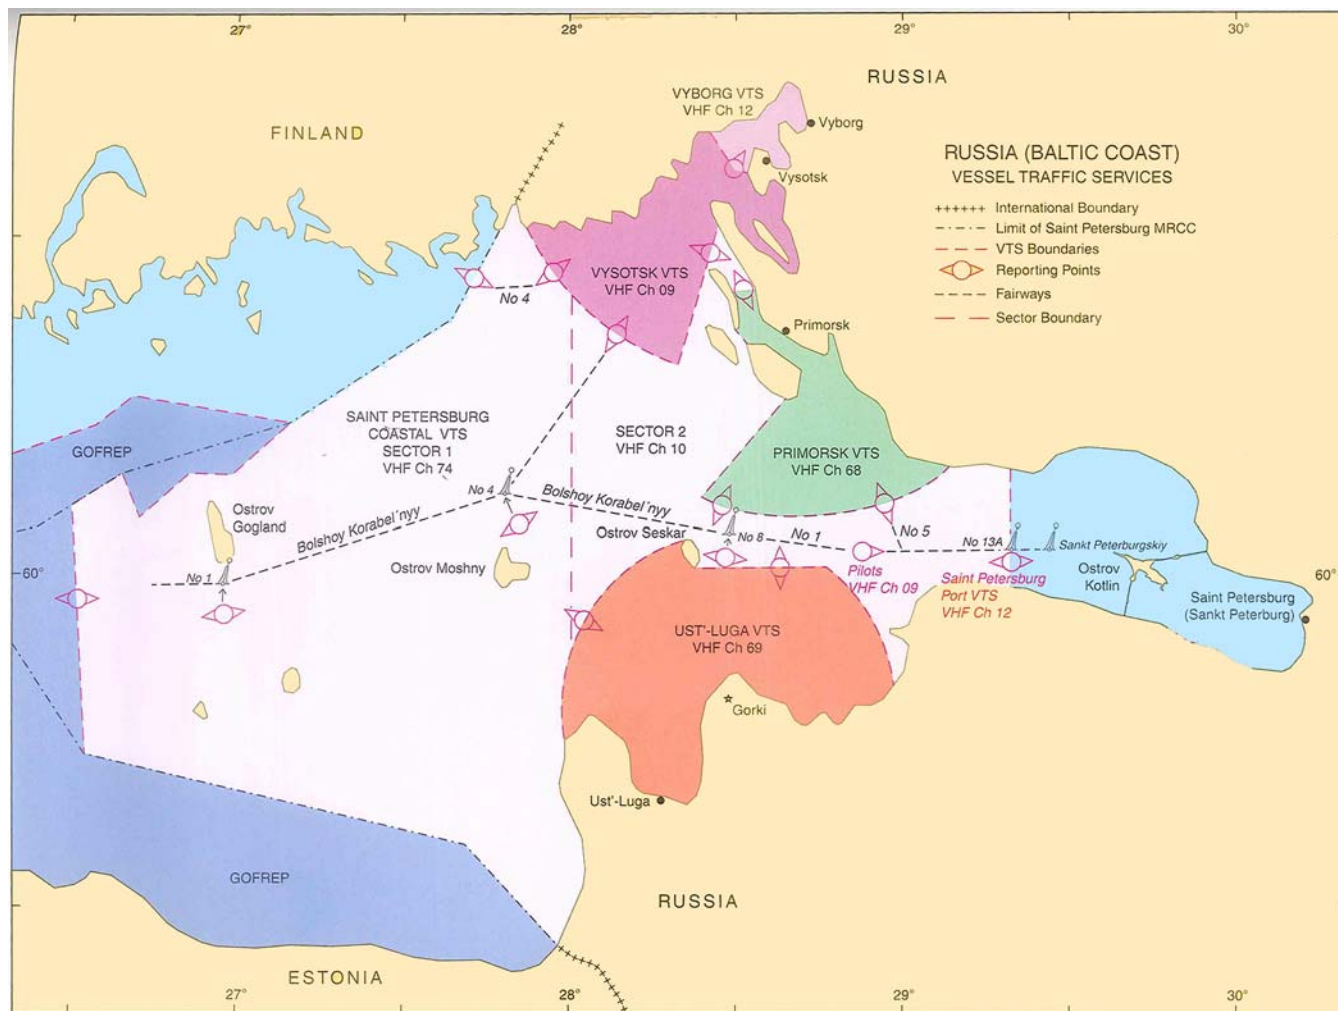 27°
28°
29°
30°
RUSSIA
VYBORG VTS
VHF Ch 12
FINLAND
Vyborg
Vysotsk
RUSSIA (BALTIC COAST)
VESSEL TRAFFIC SERVICES
International Boundary
Limit of Saint Petersburg MRCC
VTS Boundaries
Reporting Points
Fairways
Sector Boundary
VYSOTSK VTS
VHF Ch 09
No 4
Primorsk
SAINT PETERSBURG
COASTAL VTS
SECTOR 1
VHF Ch 74
SECTOR 2
VHF Ch 10
PRIMORSK VTS
VHF Ch 68
GOFREP
No 4
Bolshoy Korabel'nyy
Bolshoy Korabel'nyy
Ostrov
Gogland
Ostrov Seskar
No 8
No 1
No 5
No 13A
Sankt Peterburgskiy
Ostrov Moshny
No 1
60°
Pilots
VHF Ch 09
Saint Petersburg
Port VTS
VHF Ch 12
Ostrov
Kotlin
60°
Saint Petersburg
(Sankt Peterburg)
UST'-LUGA VTS
VHF Ch 69
Gorki
Ust'-Luga
GOFREP
RUSSIA
ESTONIA
27°
28°
29°
30°